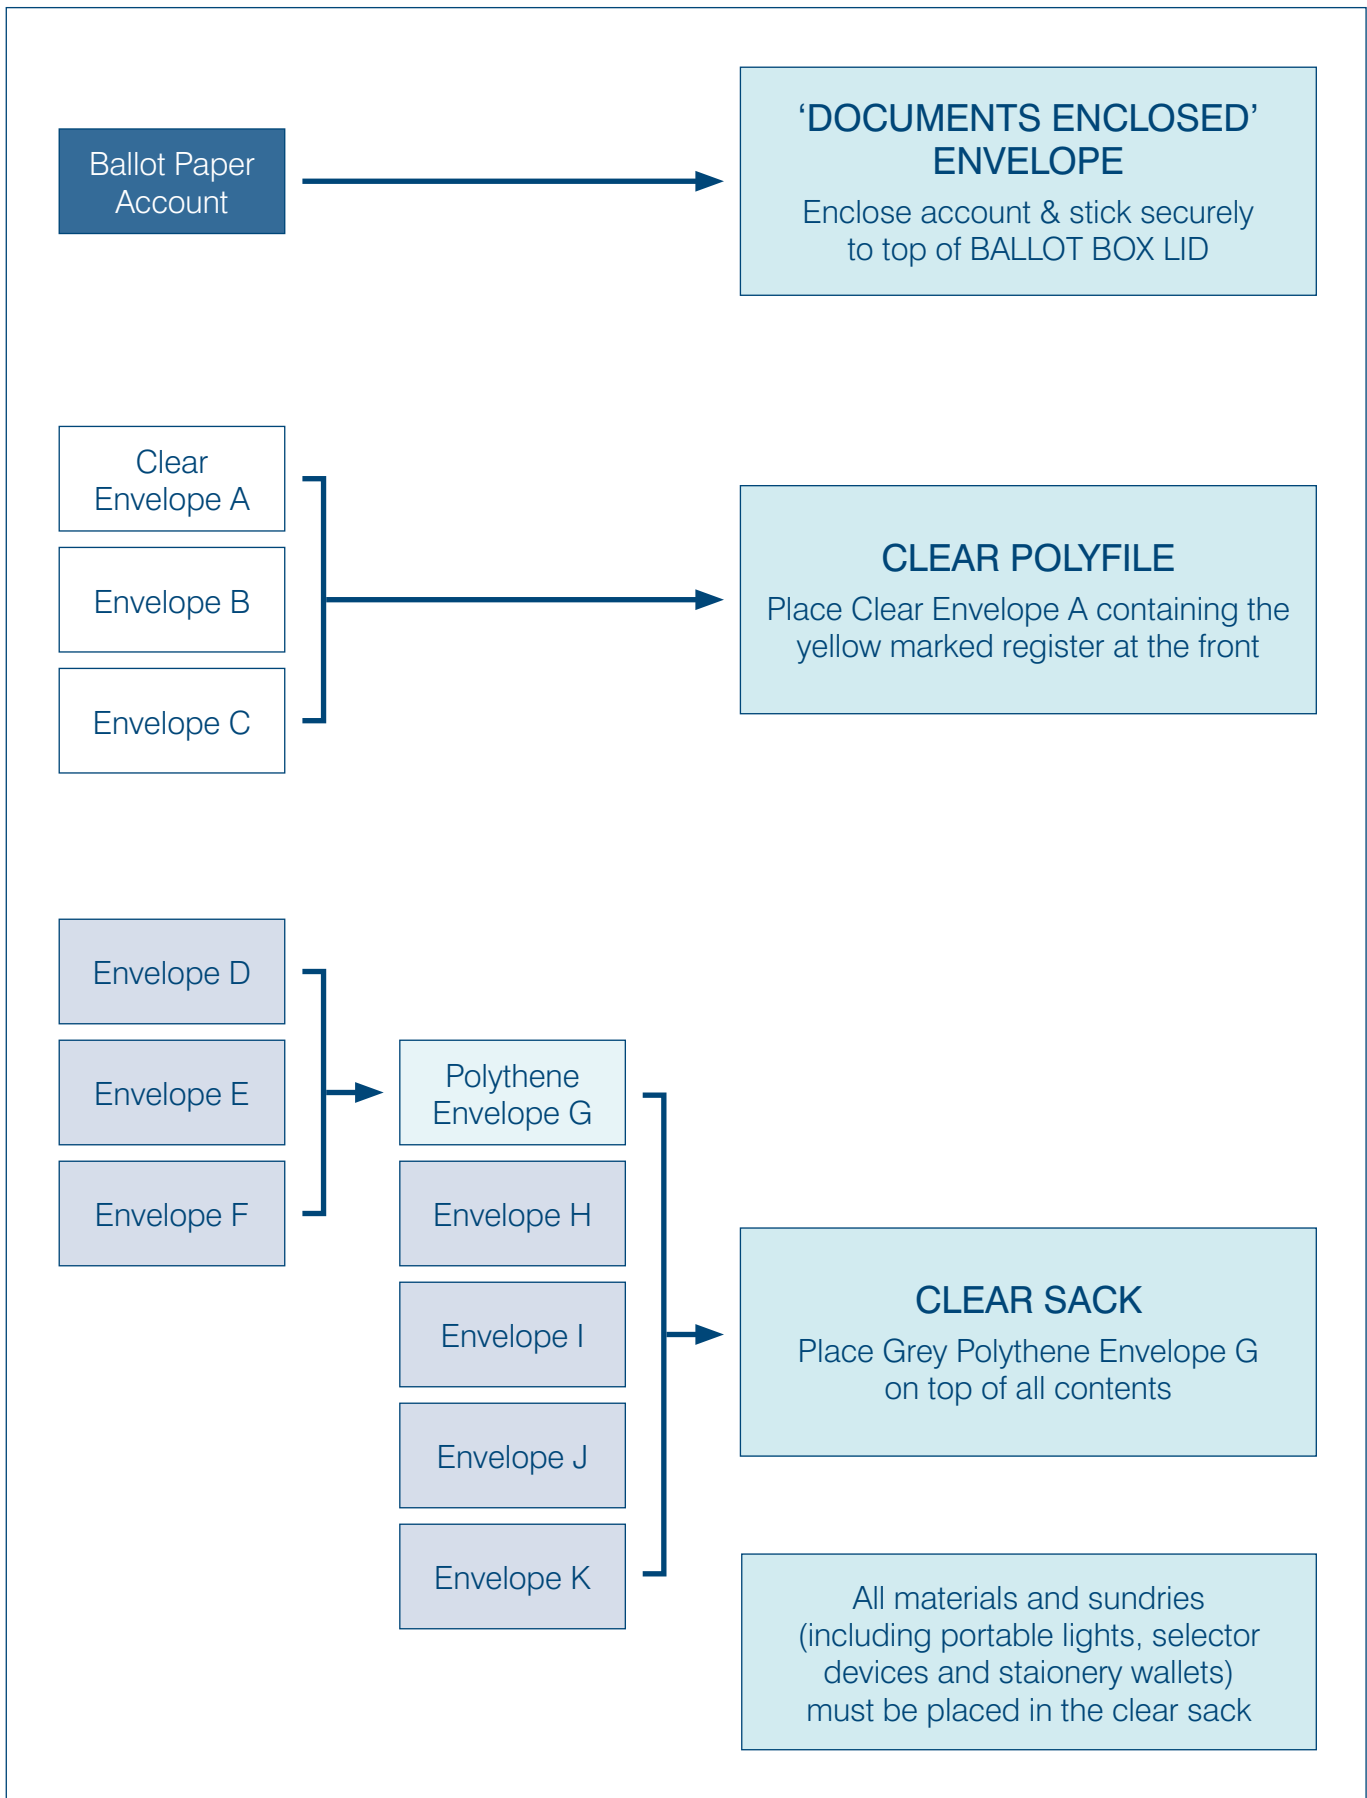 Ballot Paper
Account
‘DOCUMENTS ENCLOSED’
ENVELOPE
Enclose account & stick securely
to top of BALLOT BOX LID
Clear
Envelope A
Envelope B
Envelope C
CLEAR POLYFILE
Place Clear Envelope A containing the
yellow marked register at the front
Envelope D
Envelope E
Envelope F
Polythene
Envelope G
Envelope H
Envelope I
Envelope J
Envelope K
CLEAR SACK
Place Grey Polythene Envelope G
on top of all contents
All materials and sundries
(including portable lights, selector
devices and staionery wallets)
must be placed in the clear sack